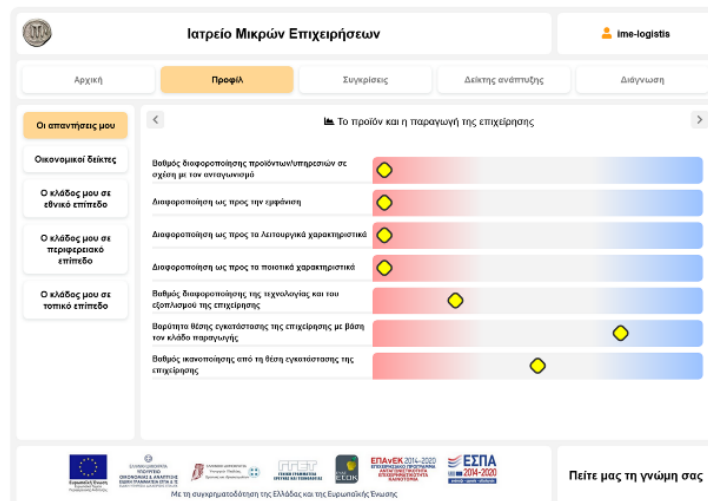 Ιατρείο Μικρών Επιχειρήσεων
ime-logistis
Αρχική
Προφίλ
Συγκρίσεις
Δείκτης ανάπτυξης
Διάγνωση
Οι απαντήσεις μου
Οικονομικοί δείκτες
Ο κλάδος μου σε
εθνικό επίπεδο
Ο κλάδος μου σε
περιφερειακό
επίπεδο
Ο κλάδος μου σε
τοπικό επίπεδο
Το προϊόν και η παραγωγή της επιχείρησης
Βαθμός διαφοροποίησης προϊόντων/υπηρεσιών σε
σχέση με τον ανταγωνισμό
Διαφοροποίηση ως προς την εμφάνιση
Διαφοροποίηση ως προς τα λειτουργικά χαρακτηριστικά
Διαφοροποίηση ως προς τα ποιοτικά χαρακτηριστικά
Βαθμός διαφοροποίησης της τεχνολογίας και του
εξοπλισμού της επιχείρησης
Βαρύτητα θέσης εγκατάστασης της επιχείρησης με βάση
τον κλάδο παραγωγής
Βαθμός ικανοποίησης από τη θέση εγκατάστασης της
επιχείρησης
Ευρωπαϊκή Ένωση
ΕΠΑνΕΚ 2014-2020
ΕΠΙΧΕΙΡΗΣΙΑΚΟ ΠΡΟΓΡΑΜΜΑ
ΑΝΤΑΓΩΝΙΣΤΙΚΟΤΗΤΑ
ΕΠΙΧΕΙΡΗΜΑΤΙΚΟΤΗΤΑ
ΚΑΙΝΟΤΟΜΙΑ
ΕΣΠΑ
2014-2020
Με τη συγχρηματοδότηση της Ελλάδας και της Ευρωπαϊκής Ένωσης
Πείτε μας τη γνώμη σας